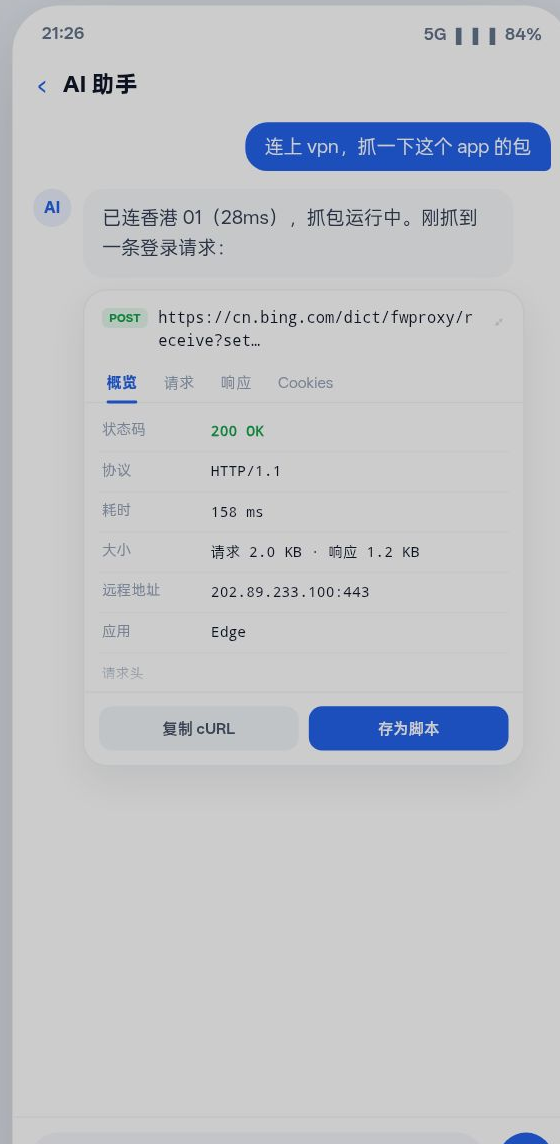 21:26
5G 84%
‹ AI 助手
连上 vpn，抓一下这个 app 的包
AI
已连香港 01（28ms），抓包运行中。刚抓到
一条登录请求：
POST https://cn.bing.com/dict/fwproxy/r
eceive?set…
概览 请求 响应 Cookies
状态码 200 OK
协议 HTTP/1.1
耗时 158 ms
大小 请求 2.0 KB · 响应 1.2 KB
远程地址 202.89.233.100:443
应用 Edge
请求头
复制 cURL 存为脚本